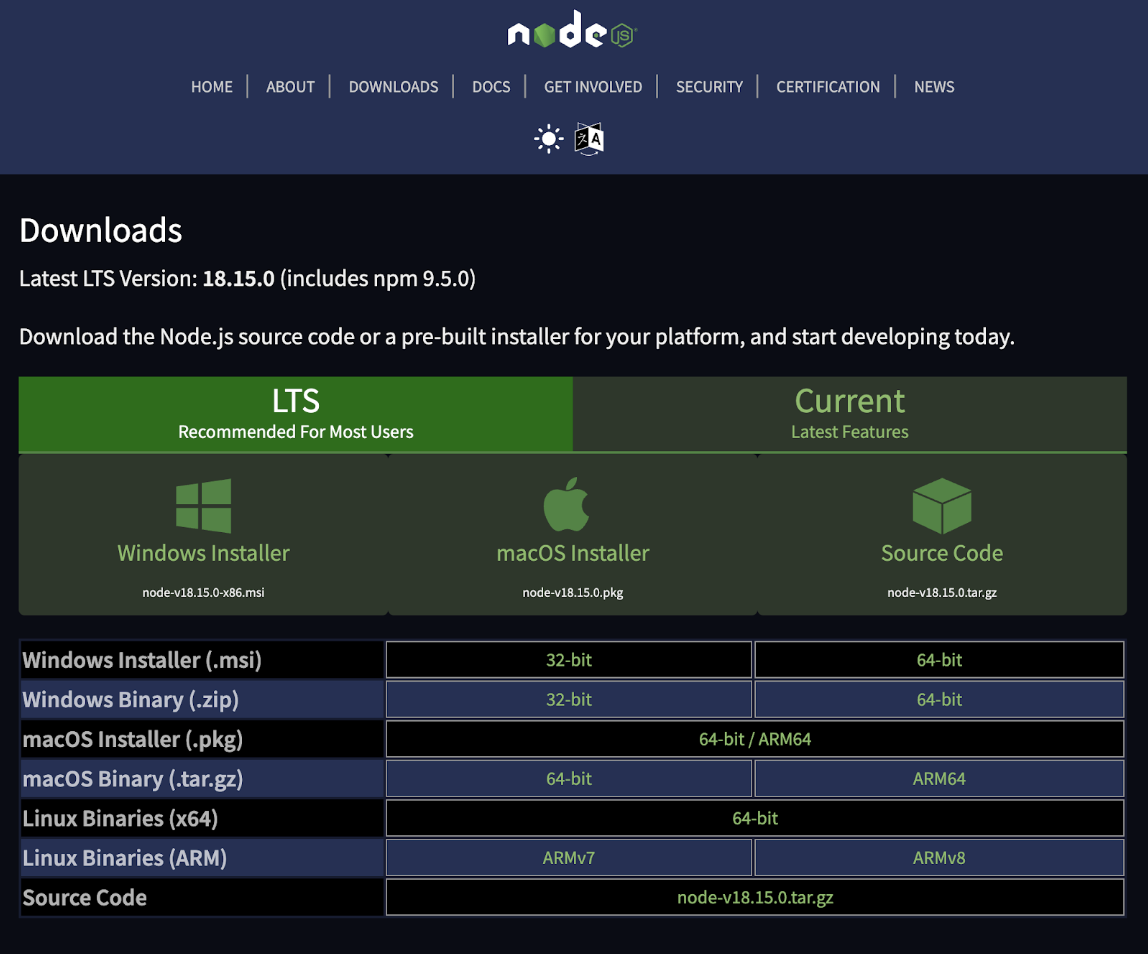 node JS
HOME | ABOUT | DOWNLOADS | DOCS | GET INVOLVED | SECURITY | CERTIFICATION | NEWS
文 A
Downloads
Latest LTS Version: 18.15.0 (includes npm 9.5.0)
Download the Node.js source code or a pre-built installer for your platform, and start developing today.
LTS Current
Recommended For Most Users Latest Features
Windows Installer macOS Installer Source Code
node-v18.15.0-x86.msi node-v18.15.0.pkg node-v18.15.0.tar.gz
Windows Installer (.msi) 32-bit 64-bit
Windows Binary (.zip) 32-bit 64-bit
macOS Installer (.pkg) 64-bit / ARM64
macOS Binary (.tar.gz) 64-bit ARM64
Linux Binaries (x64) 64-bit
Linux Binaries (ARM) ARMv7 ARMv8
Source Code node-v18.15.0.tar.gz